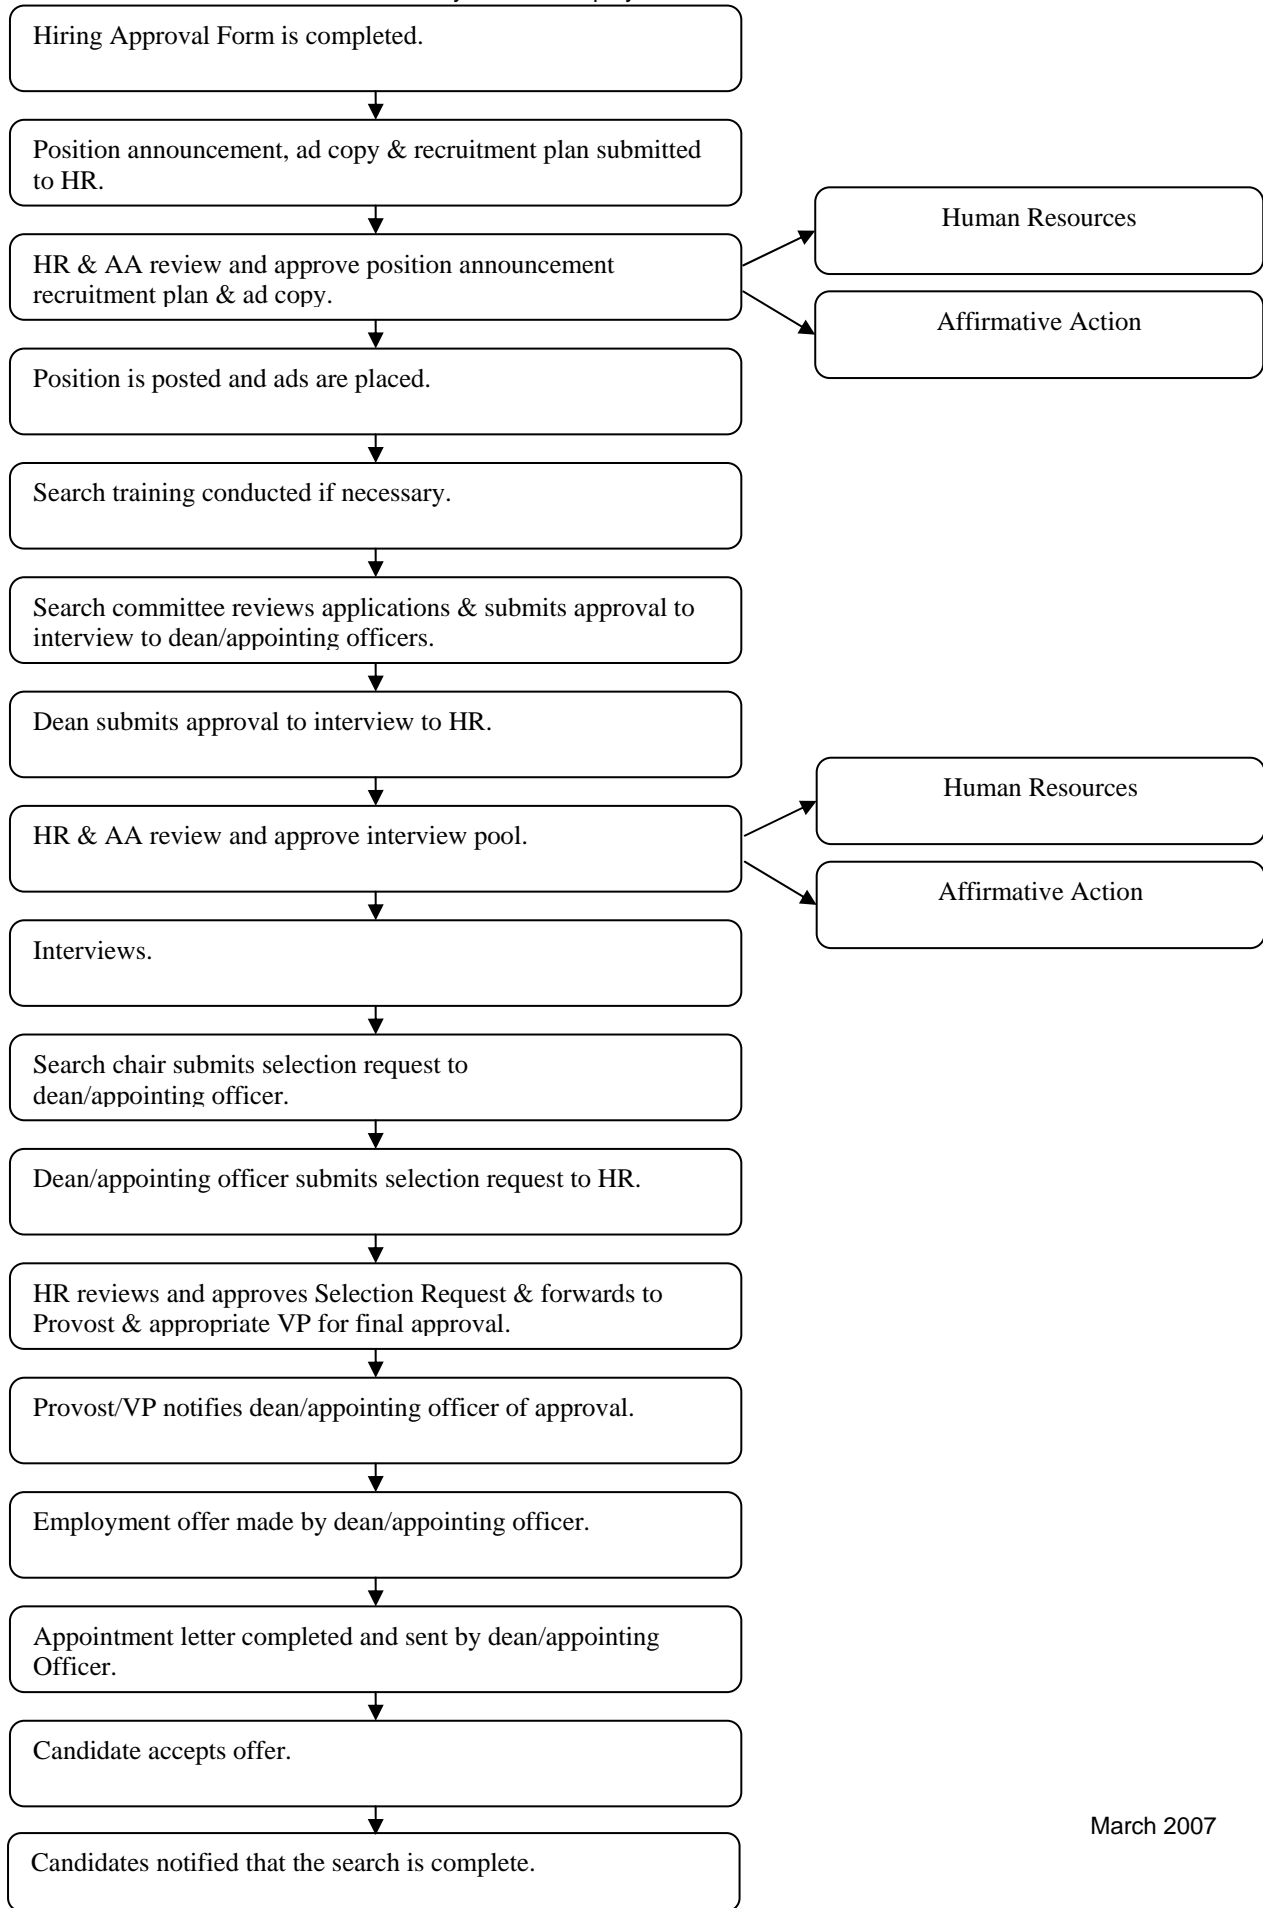 Hiring Approval Form is completed.
Position announcement, ad copy & recruitment plan submitted
to HR.
Human Resources
HR & AA review and approve position announcement
recruitment plan & ad copy.
Affirmative Action
Position is posted and ads are placed.
Search training conducted if necessary.
Search committee reviews applications & submits approval to
interview to dean/appointing officers.
Dean submits approval to interview to HR.
Human Resources
HR & AA review and approve interview pool.
Affirmative Action
Interviews.
Search chair submits selection request to
dean/appointing officer.
Dean/appointing officer submits selection request to HR.
HR reviews and approves Selection Request & forwards to
Provost & appropriate VP for final approval.
Provost/VP notifies dean/appointing officer of approval.
Employment offer made by dean/appointing officer.
Appointment letter completed and sent by dean/appointing
Officer.
Candidate accepts offer.
March 2007
Candidates notified that the search is complete.